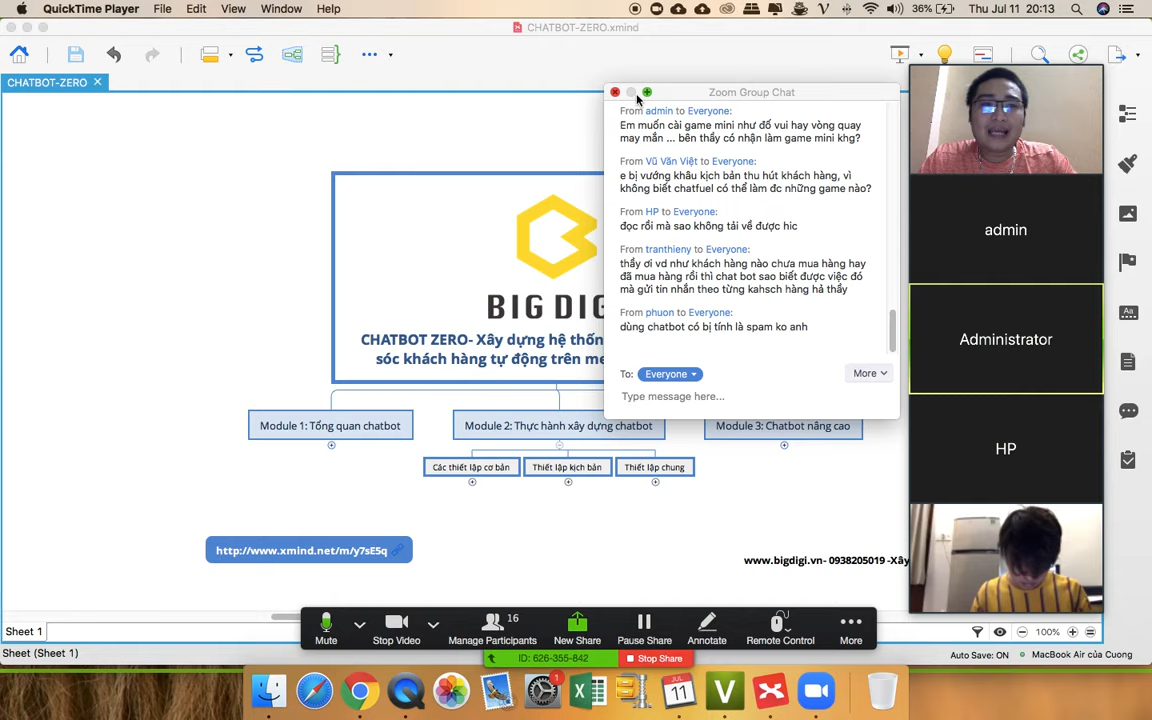 QuickTime Player File Edit View Window Help
36% Thu Jul 11 20:13
CHATBOT-ZERO.xmind
CHATBOT-ZERO
Zoom Group Chat
From admin to Everyone:
Em muốn cài game mini như đố vui hay vòng quay
may mắn ... bên thầy có nhận làm game mini khg?
From Vũ Văn Việt to Everyone:
e bị vướng khâu kịch bản thu hút khách hàng, vì
không biết chatfuel có thể làm đc những game nào?
From HP to Everyone:
đọc rồi mà sao không tải về được hic
From tranthieny to Everyone:
thầy ơi vd như khách hàng nào chưa mua hàng hay
đã mua hàng rồi thì chat bot sao biết được việc đó
mà gửi tin nhắn theo từng kahsch hàng hả thầy
From phuon to Everyone:
dùng chatbot có bị tính là spam ko anh
To: Everyone
More
Type message here...
BIG DIG
CHATBOT ZERO- Xây dựng hệ thốn
sóc khách hàng tự động trên me
Module 1: Tổng quan chatbot
Module 2: Thực hành xây dựng chatbot
Module 3: Chatbot nâng cao
Các thiết lập cơ bản
Thiết lập kịch bản
Thiết lập chung
http://www.xmind.net/m/y7sE5q
www.bigdigi.vn- 0938205019 -Xây
admin
Administrator
HP
Aa
Mute
Stop Video
16
Manage Participants
New Share
Pause Share
Annotate
Remote Control
More
ID: 626-355-842
Stop Share
Sheet 1
100%
Sheet (Sheet 1)
Auto Save: ON
MacBook Air của Cuong
1
JUL
11